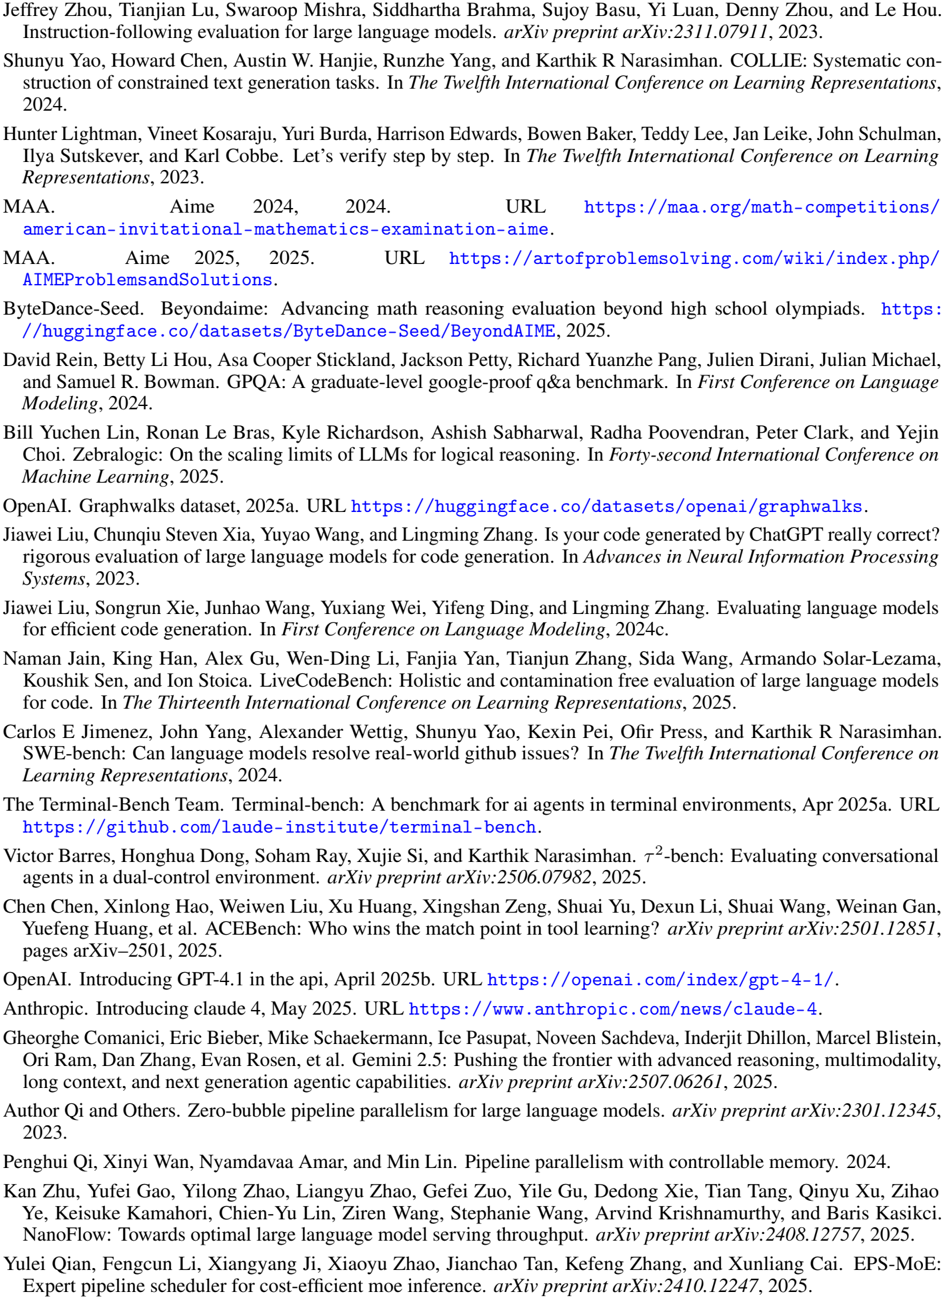 Jeffrey Zhou, Tianjian Lu, Swaroop Mishra, Siddhartha Brahma, Sujoy Basu, Yi Luan, Denny Zhou, and Le Hou.
Instruction-following evaluation for large language models. arXiv preprint arXiv:2311.07911, 2023.
Shunyu Yao, Howard Chen, Austin W. Hanjie, Runzhe Yang, and Karthik R Narasimhan. COLLIE: Systematic con-
struction of constrained text generation tasks. In The Twelfth International Conference on Learning Representations,
2024.
Hunter Lightman, Vineet Kosaraju, Yuri Burda, Harrison Edwards, Bowen Baker, Teddy Lee, Jan Leike, John Schulman,
Ilya Sutskever, and Karl Cobbe. Let's verify step by step. In The Twelfth International Conference on Learning
Representations, 2023.
MAA. Aime 2024, 2024. URL https://maa.org/math-competitions/
american-invitational-mathematics-examination-aime.
MAA. Aime 2025, 2025. URL https://artofproblemsolving.com/wiki/index.php/
AIMEProblemsandSolutions.
ByteDance-Seed. Beyondaime: Advancing math reasoning evaluation beyond high school olympiads. https:
//huggingface.co/datasets/ByteDance-Seed/BeyondAIME, 2025.
David Rein, Betty Li Hou, Asa Cooper Stickland, Jackson Petty, Richard Yuanzhe Pang, Julien Dirani, Julian Michael,
and Samuel R. Bowman. GPQA: A graduate-level google-proof q&a benchmark. In First Conference on Language
Modeling, 2024.
Bill Yuchen Lin, Ronan Le Bras, Kyle Richardson, Ashish Sabharwal, Radha Poovendran, Peter Clark, and Yejin
Choi. Zebralogic: On the scaling limits of LLMs for logical reasoning. In Forty-second International Conference on
Machine Learning, 2025.
OpenAI. Graphwalks dataset, 2025a. URL https://huggingface.co/datasets/openai/graphwalks.
Jiawei Liu, Chunqiu Steven Xia, Yuyao Wang, and Lingming Zhang. Is your code generated by ChatGPT really correct?
rigorous evaluation of large language models for code generation. In Advances in Neural Information Processing
Systems, 2023.
Jiawei Liu, Songrun Xie, Junhao Wang, Yuxiang Wei, Yifeng Ding, and Lingming Zhang. Evaluating language models
for efficient code generation. In First Conference on Language Modeling, 2024c.
Naman Jain, King Han, Alex Gu, Wen-Ding Li, Fanjia Yan, Tianjun Zhang, Sida Wang, Armando Solar-Lezama,
Koushik Sen, and Ion Stoica. LiveCodeBench: Holistic and contamination free evaluation of large language models
for code. In The Thirteenth International Conference on Learning Representations, 2025.
Carlos E Jimenez, John Yang, Alexander Wettig, Shunyu Yao, Kexin Pei, Ofir Press, and Karthik R Narasimhan.
SWE-bench: Can language models resolve real-world github issues? In The Twelfth International Conference on
Learning Representations, 2024.
The Terminal-Bench Team. Terminal-bench: A benchmark for ai agents in terminal environments, Apr 2025a. URL
https://github.com/laude-institute/terminal-bench.
Victor Barres, Honghua Dong, Soham Ray, Xujie Si, and Karthik Narasimhan. τ²-bench: Evaluating conversational
agents in a dual-control environment. arXiv preprint arXiv:2506.07982, 2025.
Chen Chen, Xinlong Hao, Weiwen Liu, Xu Huang, Xingshan Zeng, Shuai Yu, Dexun Li, Shuai Wang, Weinan Gan,
Yuefeng Huang, et al. ACEBench: Who wins the match point in tool learning? arXiv preprint arXiv:2501.12851,
pages arXiv–2501, 2025.
OpenAI. Introducing GPT-4.1 in the api, April 2025b. URL https://openai.com/index/gpt-4-1/.
Anthropic. Introducing claude 4, May 2025. URL https://www.anthropic.com/news/claude-4.
Gheorghe Comanici, Eric Bieber, Mike Schaekermann, Ice Pasupat, Noveen Sachdeva, Inderjit Dhillon, Marcel Blistein,
Ori Ram, Dan Zhang, Evan Rosen, et al. Gemini 2.5: Pushing the frontier with advanced reasoning, multimodality,
long context, and next generation agentic capabilities. arXiv preprint arXiv:2507.06261, 2025.
Author Qi and Others. Zero-bubble pipeline parallelism for large language models. arXiv preprint arXiv:2301.12345,
2023.
Penghui Qi, Xinyi Wan, Nyamdavaa Amar, and Min Lin. Pipeline parallelism with controllable memory. 2024.
Kan Zhu, Yufei Gao, Yilong Zhao, Liangyu Zhao, Gefei Zuo, Yile Gu, Dedong Xie, Tian Tang, Qinyu Xu, Zihao
Ye, Keisuke Kamahori, Chien-Yu Lin, Ziren Wang, Stephanie Wang, Arvind Krishnamurthy, and Baris Kasikci.
NanoFlow: Towards optimal large language model serving throughput. arXiv preprint arXiv:2408.12757, 2025.
Yulei Qian, Fengcun Li, Xiangyang Ji, Xiaoyu Zhao, Jianchao Tan, Kefeng Zhang, and Xunliang Cai. EPS-MoE:
Expert pipeline scheduler for cost-efficient moe inference. arXiv preprint arXiv:2410.12247, 2025.